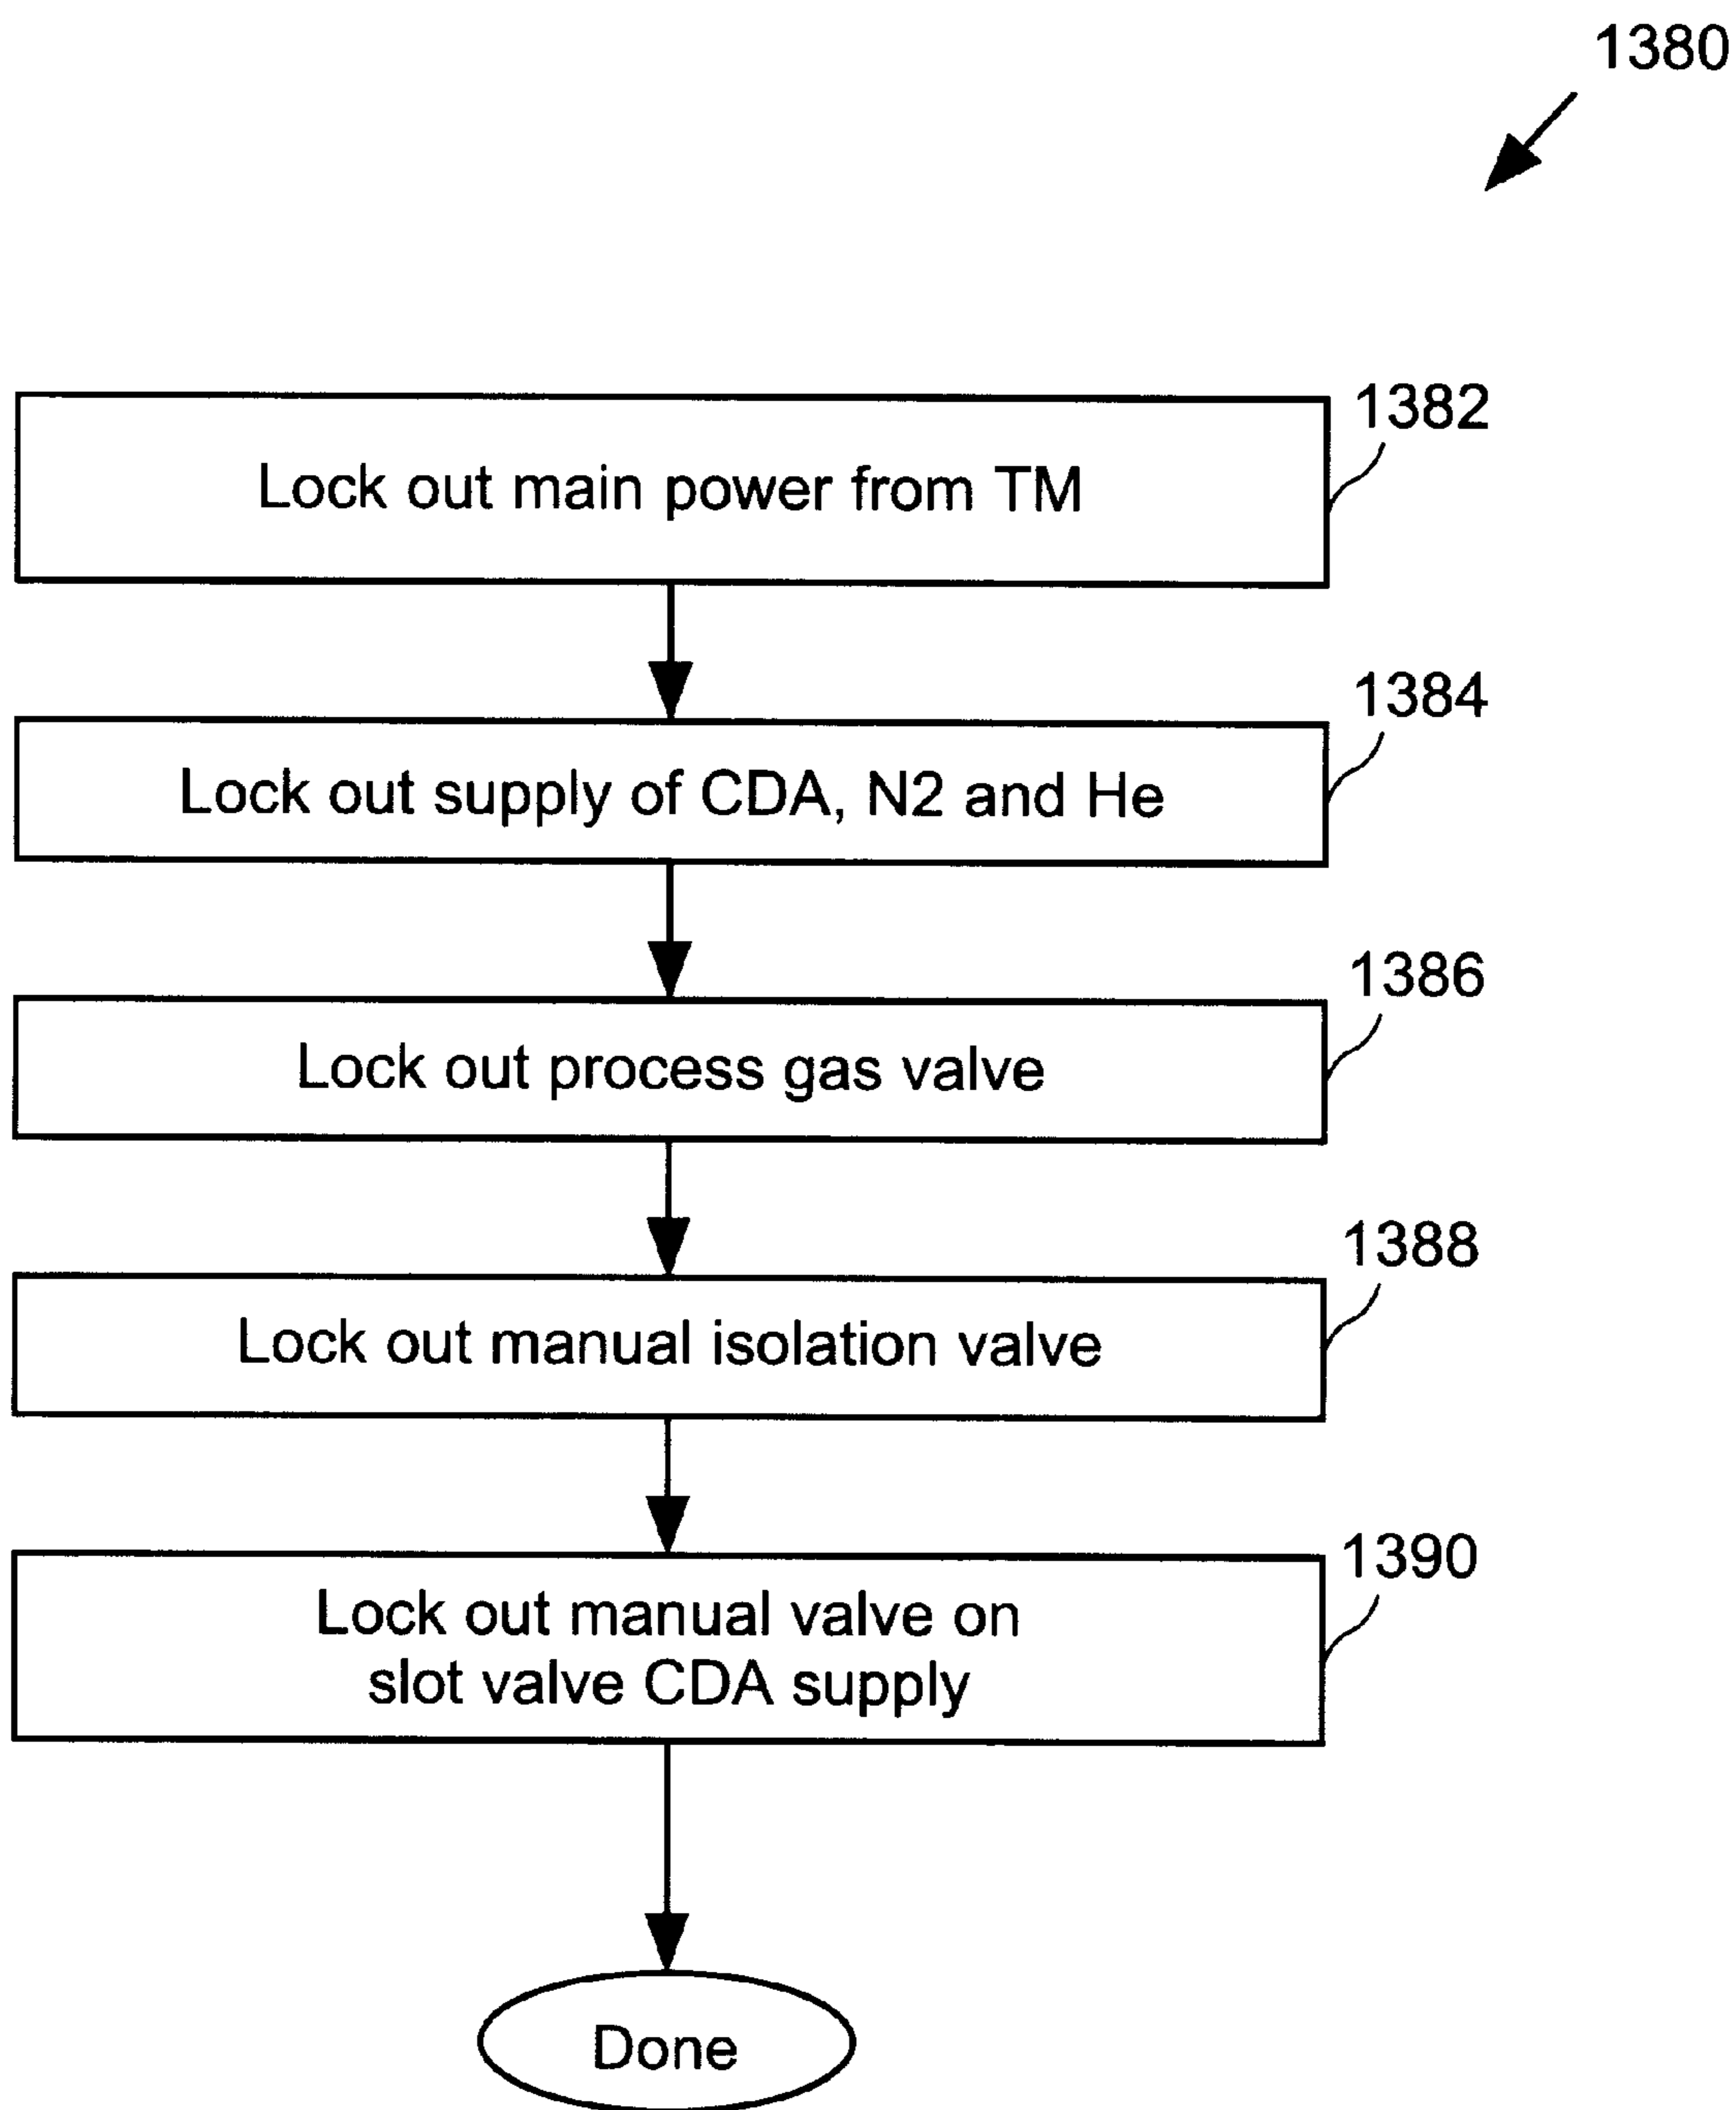 1380
1382
Lock out main power from TM
1384
Lock out supply of CDA, N2 and He
1386
Lock out process gas valve
1388
Lock out manual isolation valve
1390
Lock out manual valve on
slot valve CDA supply
Done